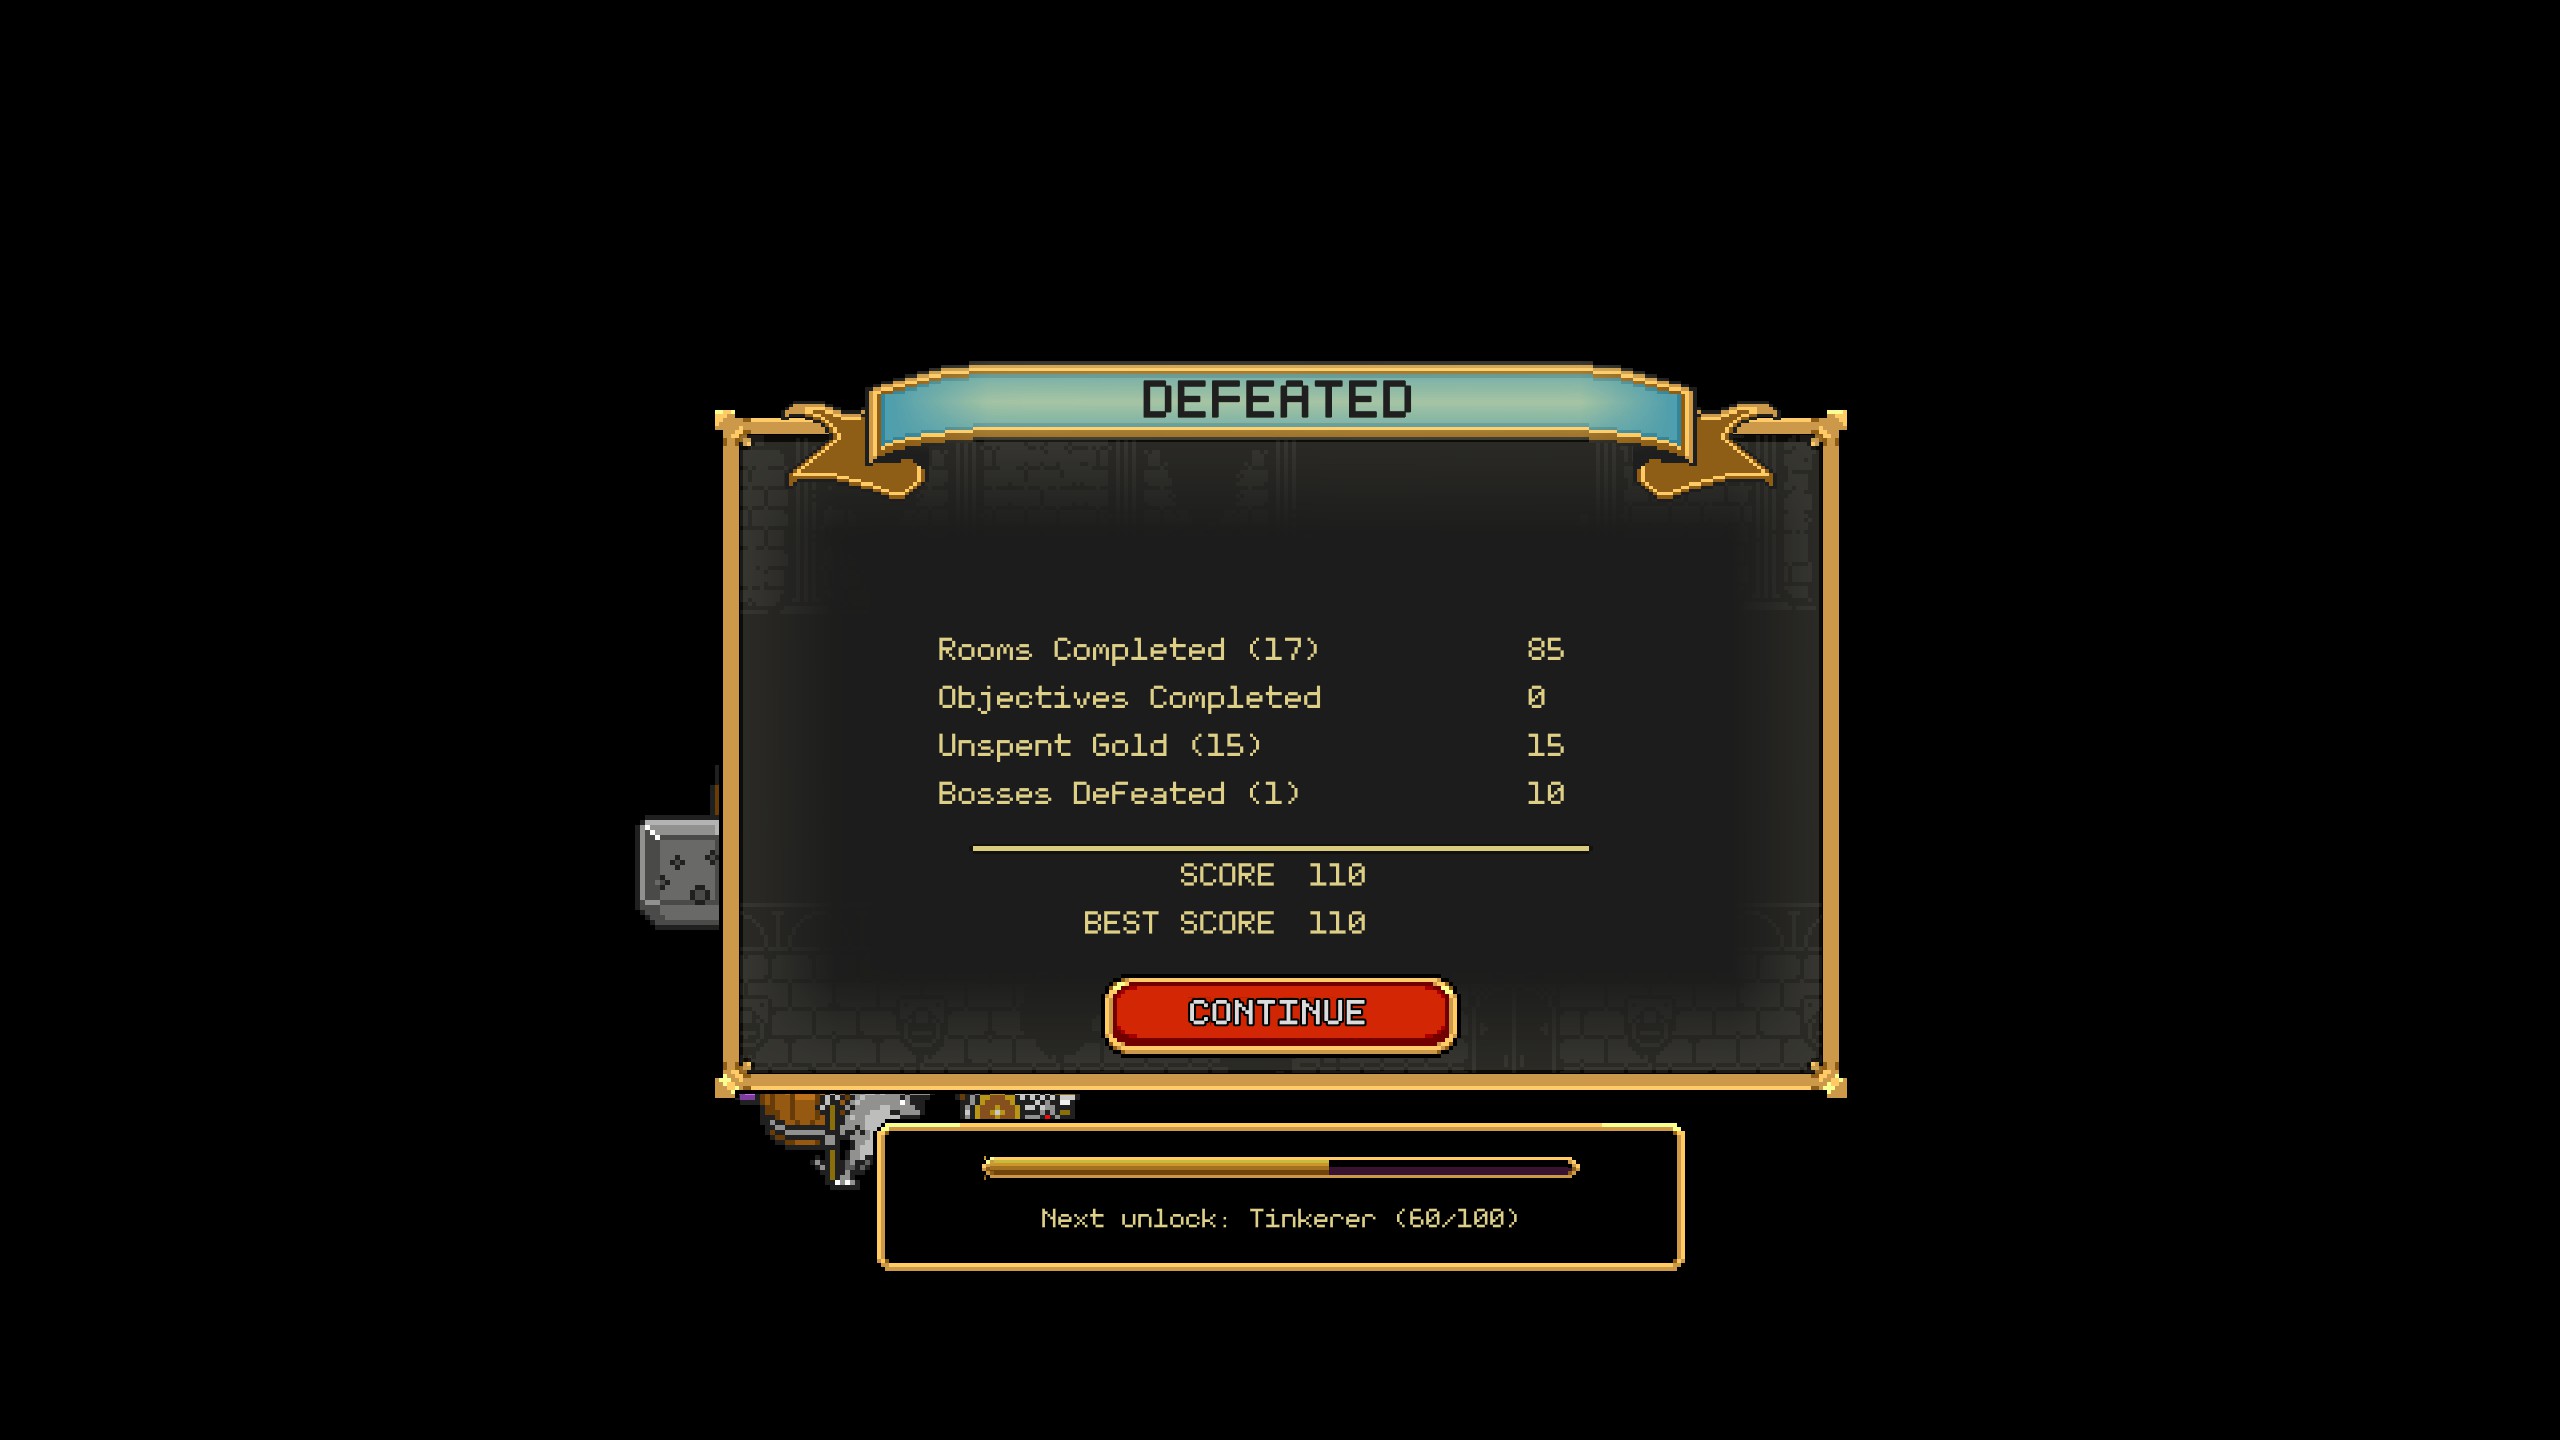 DEFEATED
Rooms Completed (17) 85
Objectives Completed 0
Unspent Gold (15) 15
Bosses Defeated (1) 10
SCORE 110
BEST SCORE 110
CONTINUE
Next unlock: Tinkerer (60/100)